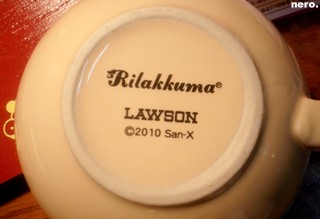 nero.
Rilakkuma®
LAWSON
©2010 San-X